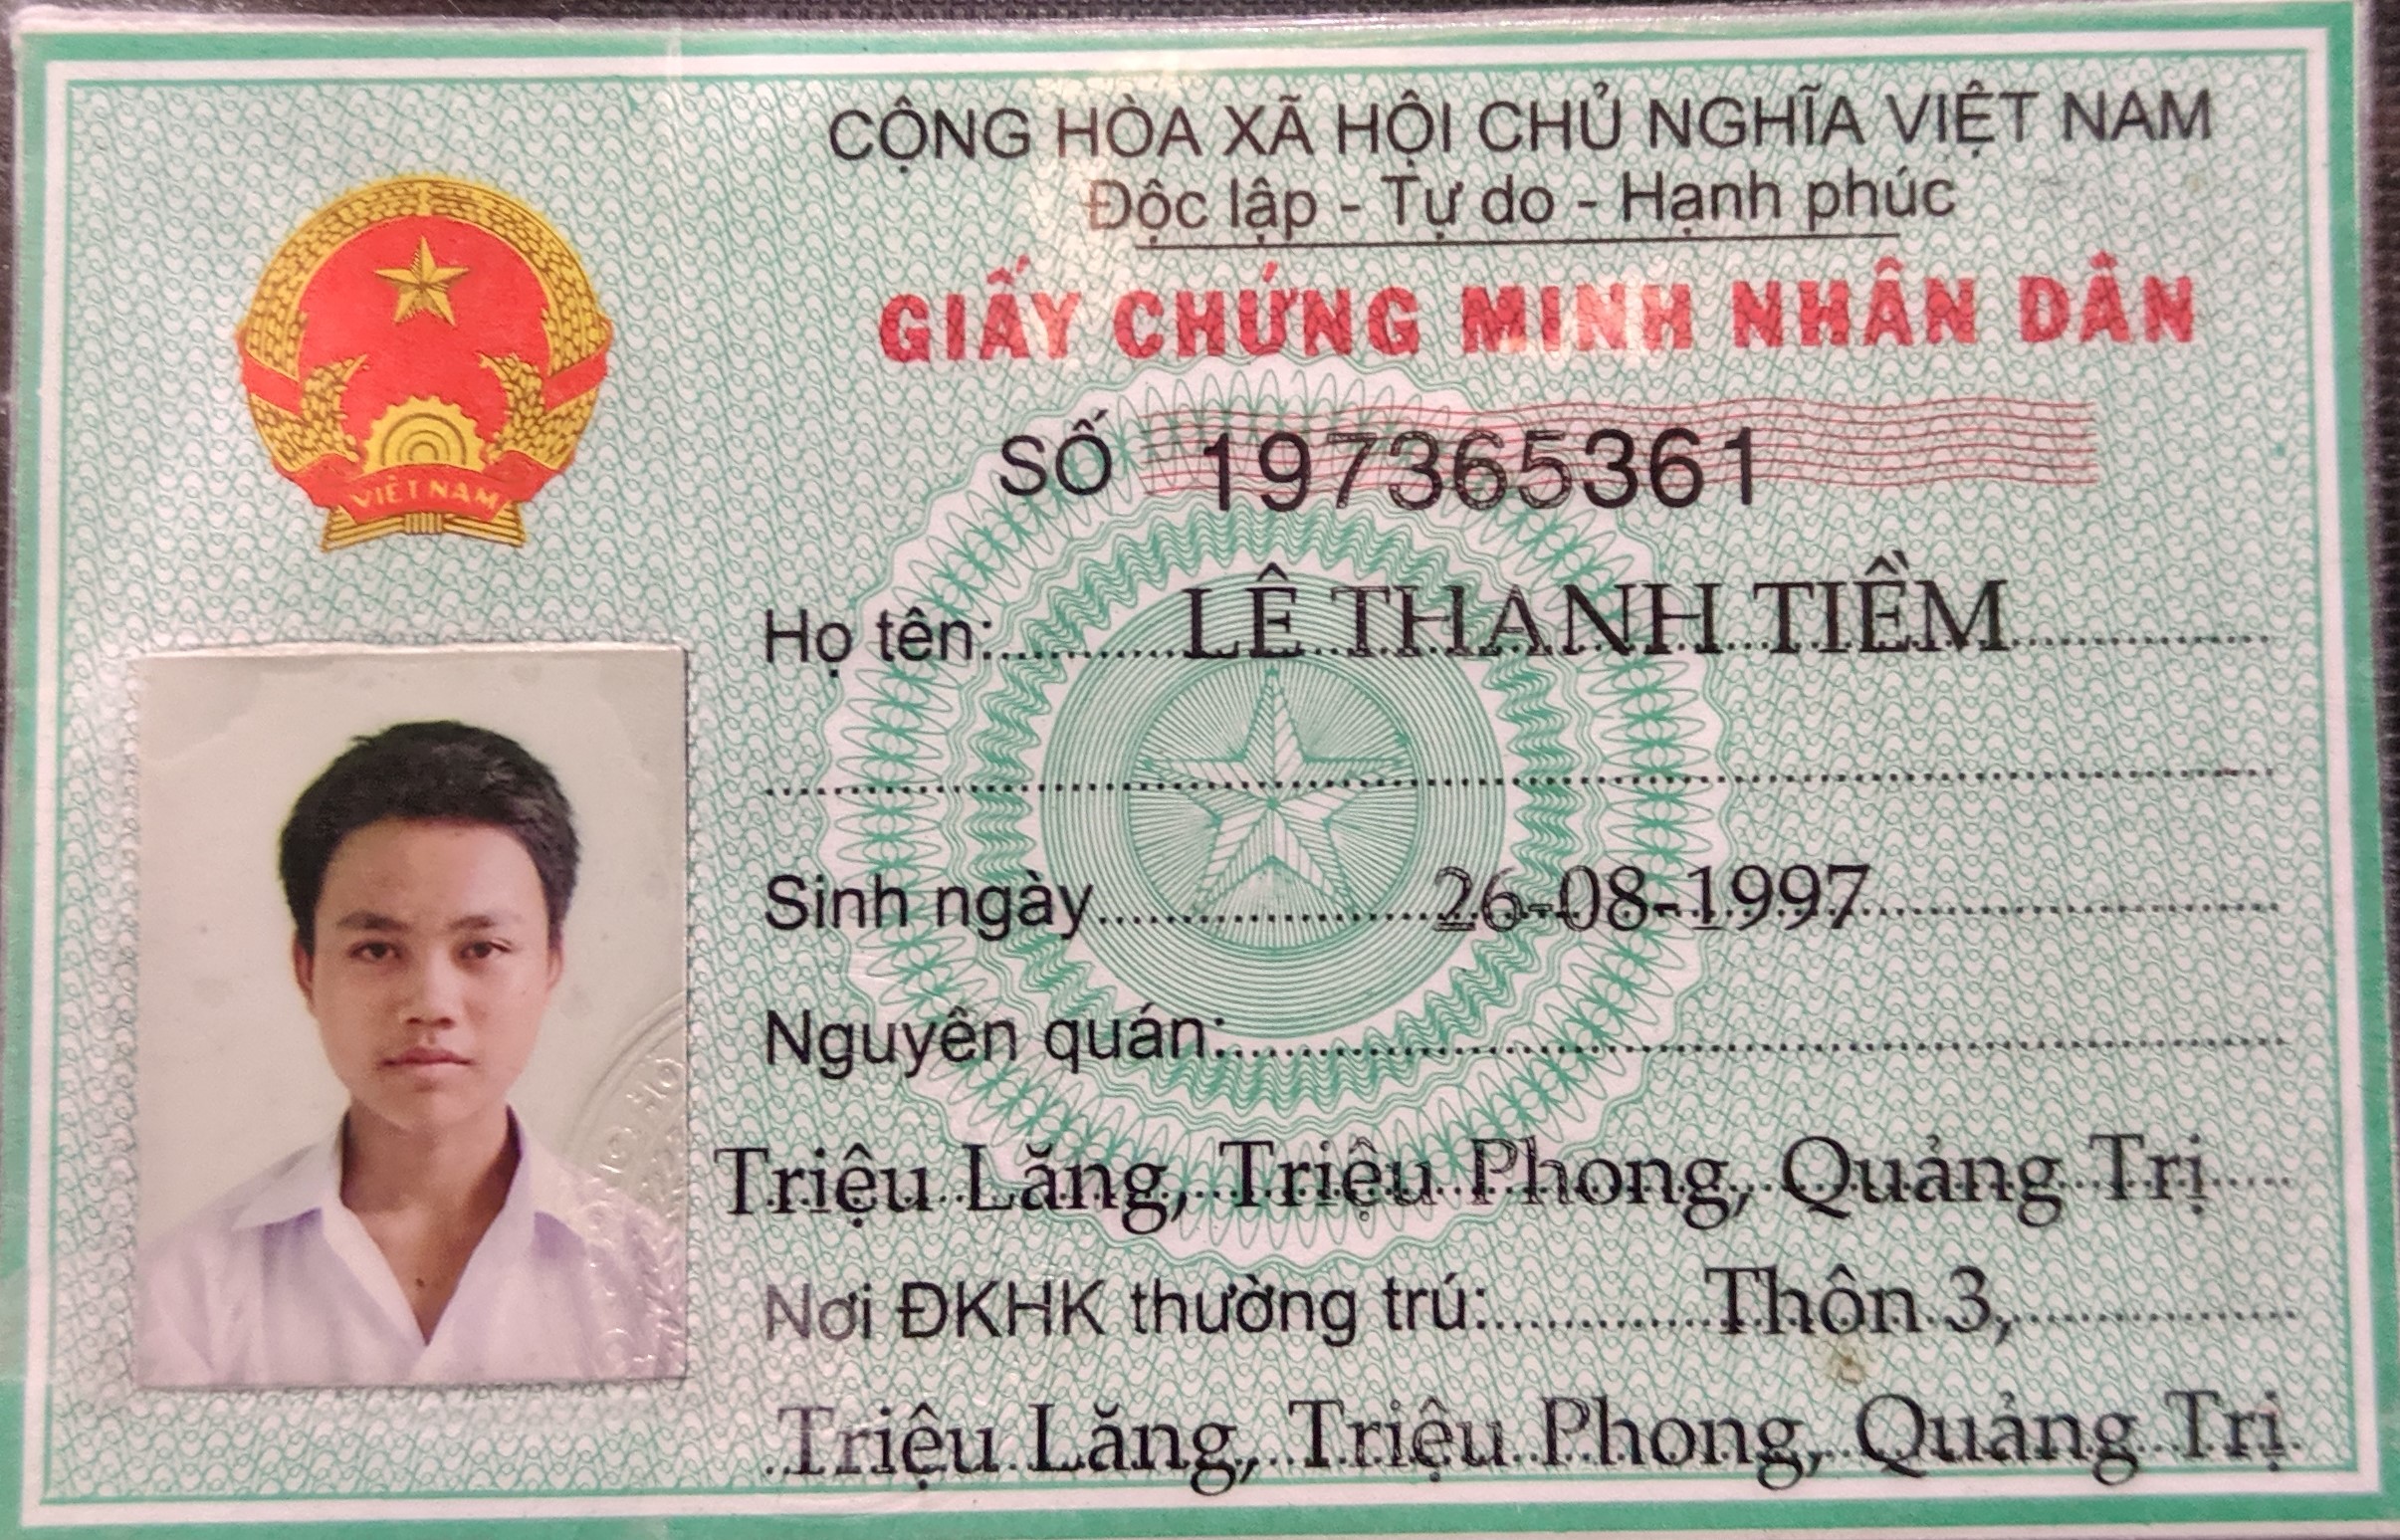 CỘNG HÒA XÃ HỘI CHỦ NGHĨA VIỆT NAM
Độc lập - Tự do - Hạnh phúc
GIẤY CHỨNG MINH NHÂN DÂN
SỐ 197365361
VIỆT NAM
Họ tên: LÊ THANH TIỀM
Sinh ngày 26-08-1997
Nguyên quán:
Triệu Lăng, Triệu Phong, Quảng Trị
Nơi ĐKHK thường trú: Thôn 3,
Triệu Lăng, Triệu Phong, Quảng Trị